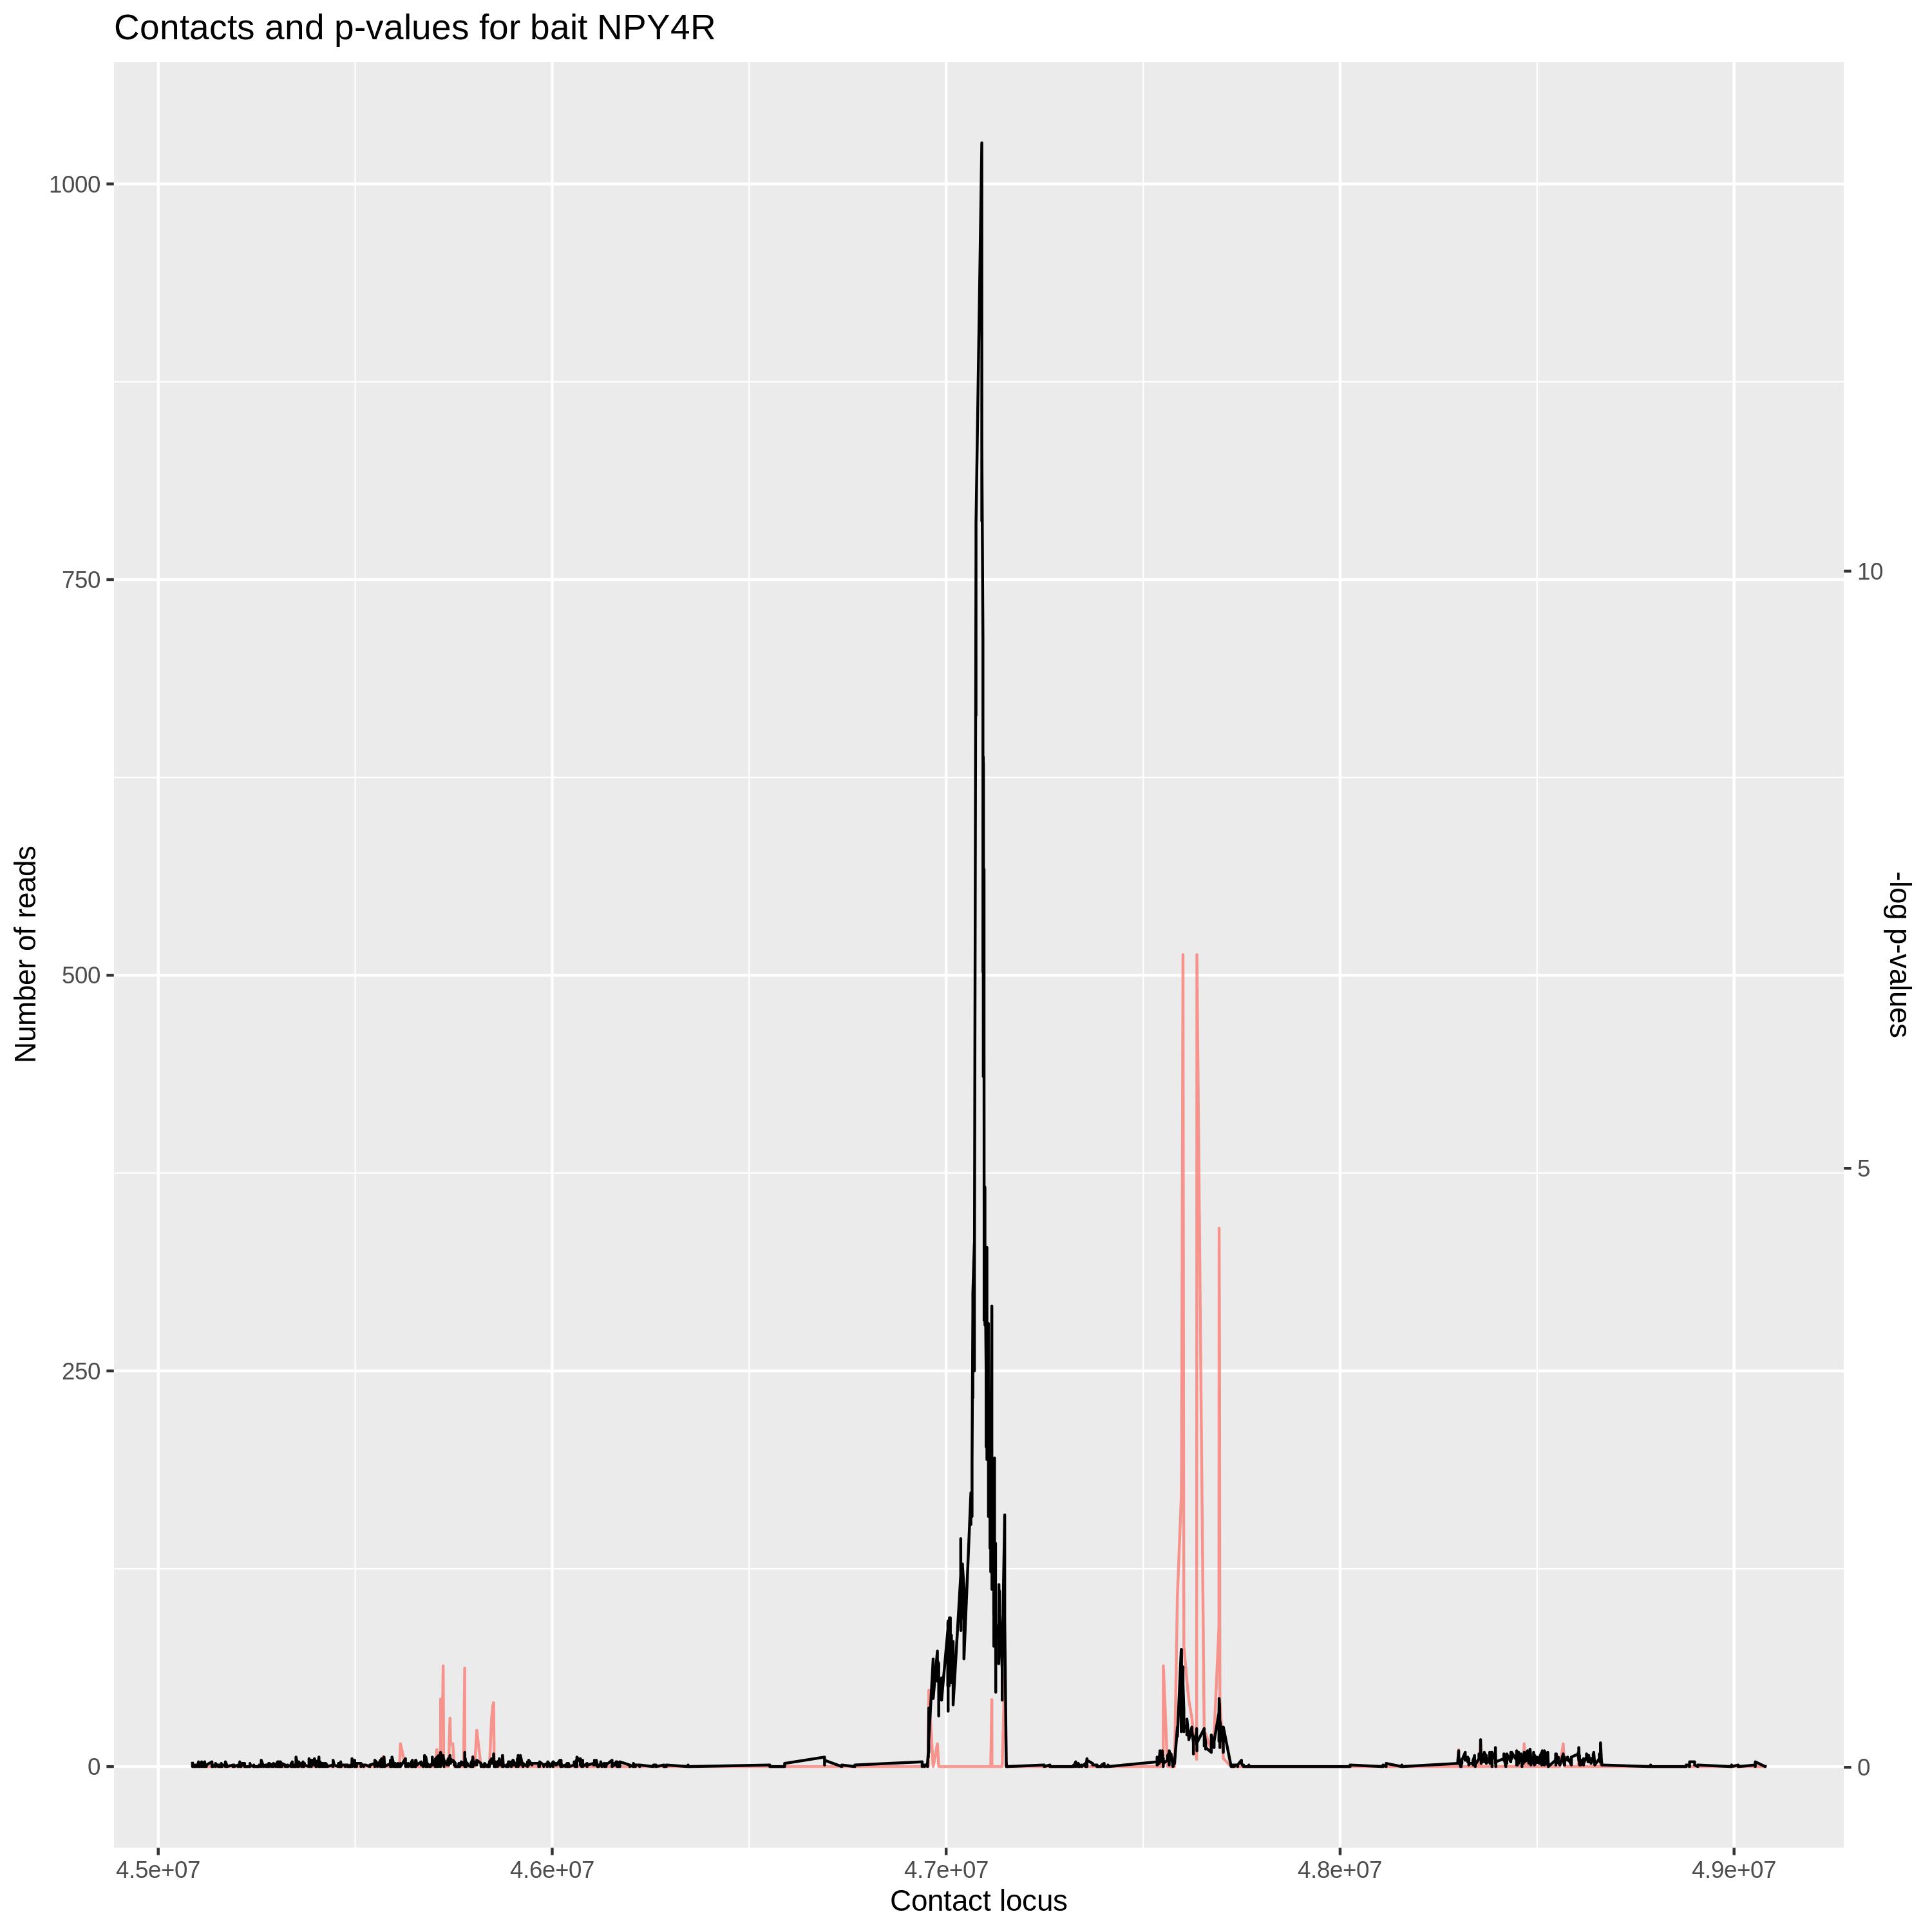 Contacts and p-values for bait NPY4R
1000
750
500
250
0
Number of reads
10
5
0
-log p-values
4.5e+07
4.6e+07
4.7e+07
4.8e+07
4.9e+07
Contact locus